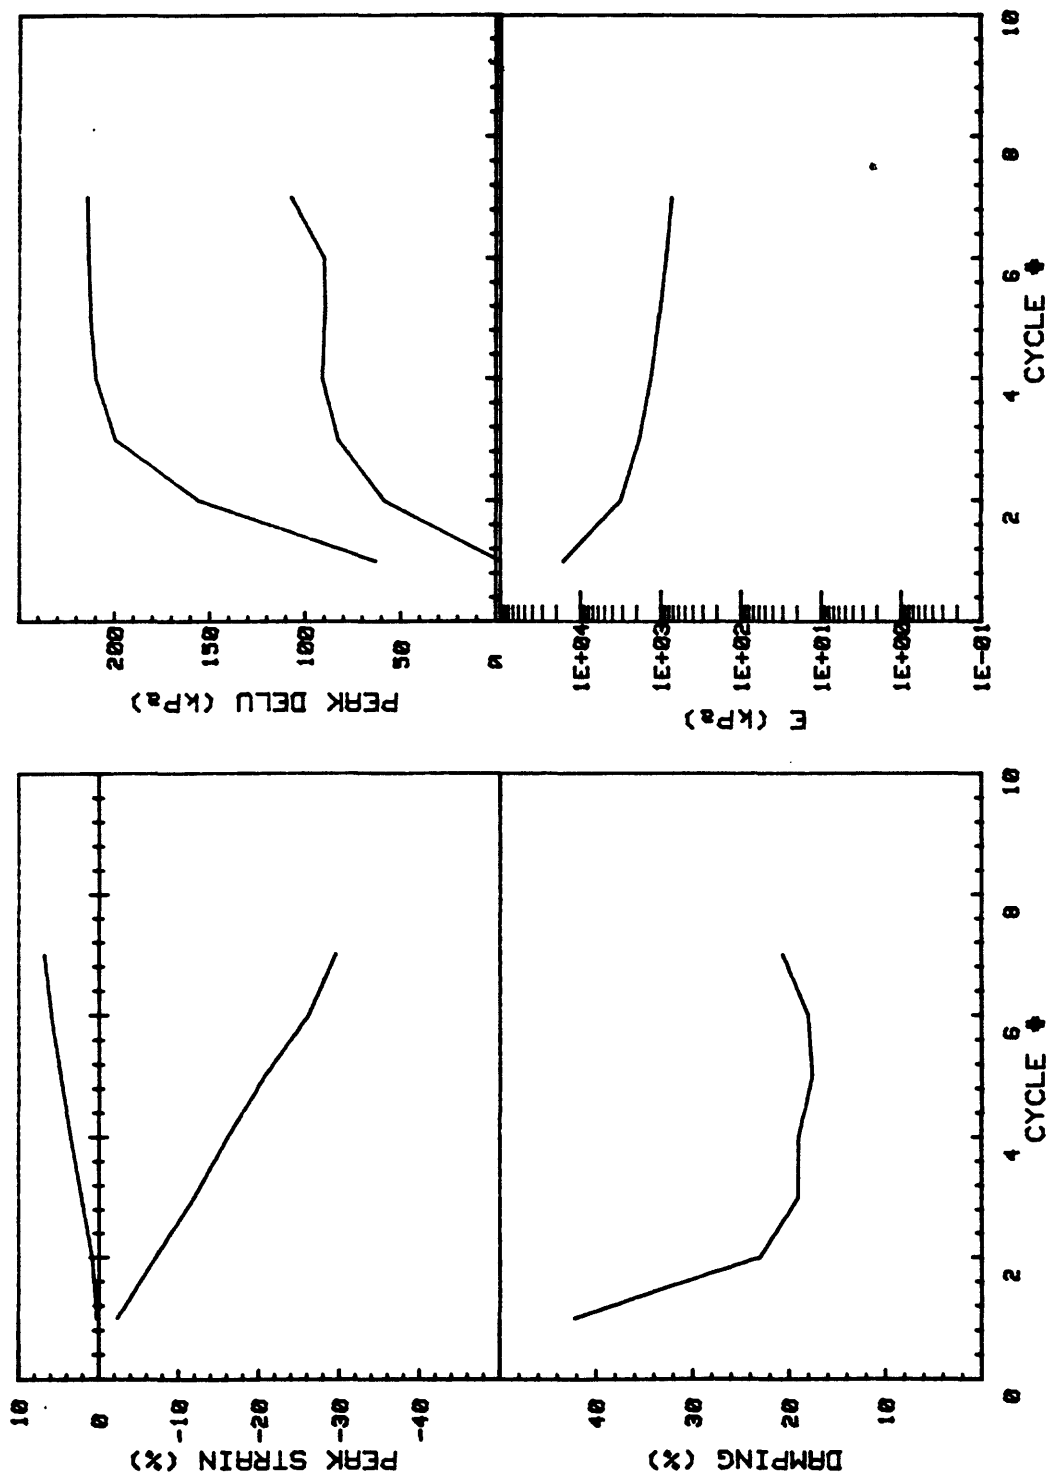 PEAK STRAIN (%)
10
0
-10
-20
-30
-40
DAMPING (%)
40
30
20
10
0
2
4
6
8
10
CYCLE #
PEAK DELU (kPa)
200
150
100
50
0
E (kPa)
1E+04
1E+03
1E+02
1E+01
1E+00
1E-01
2
4
6
8
10
CYCLE #